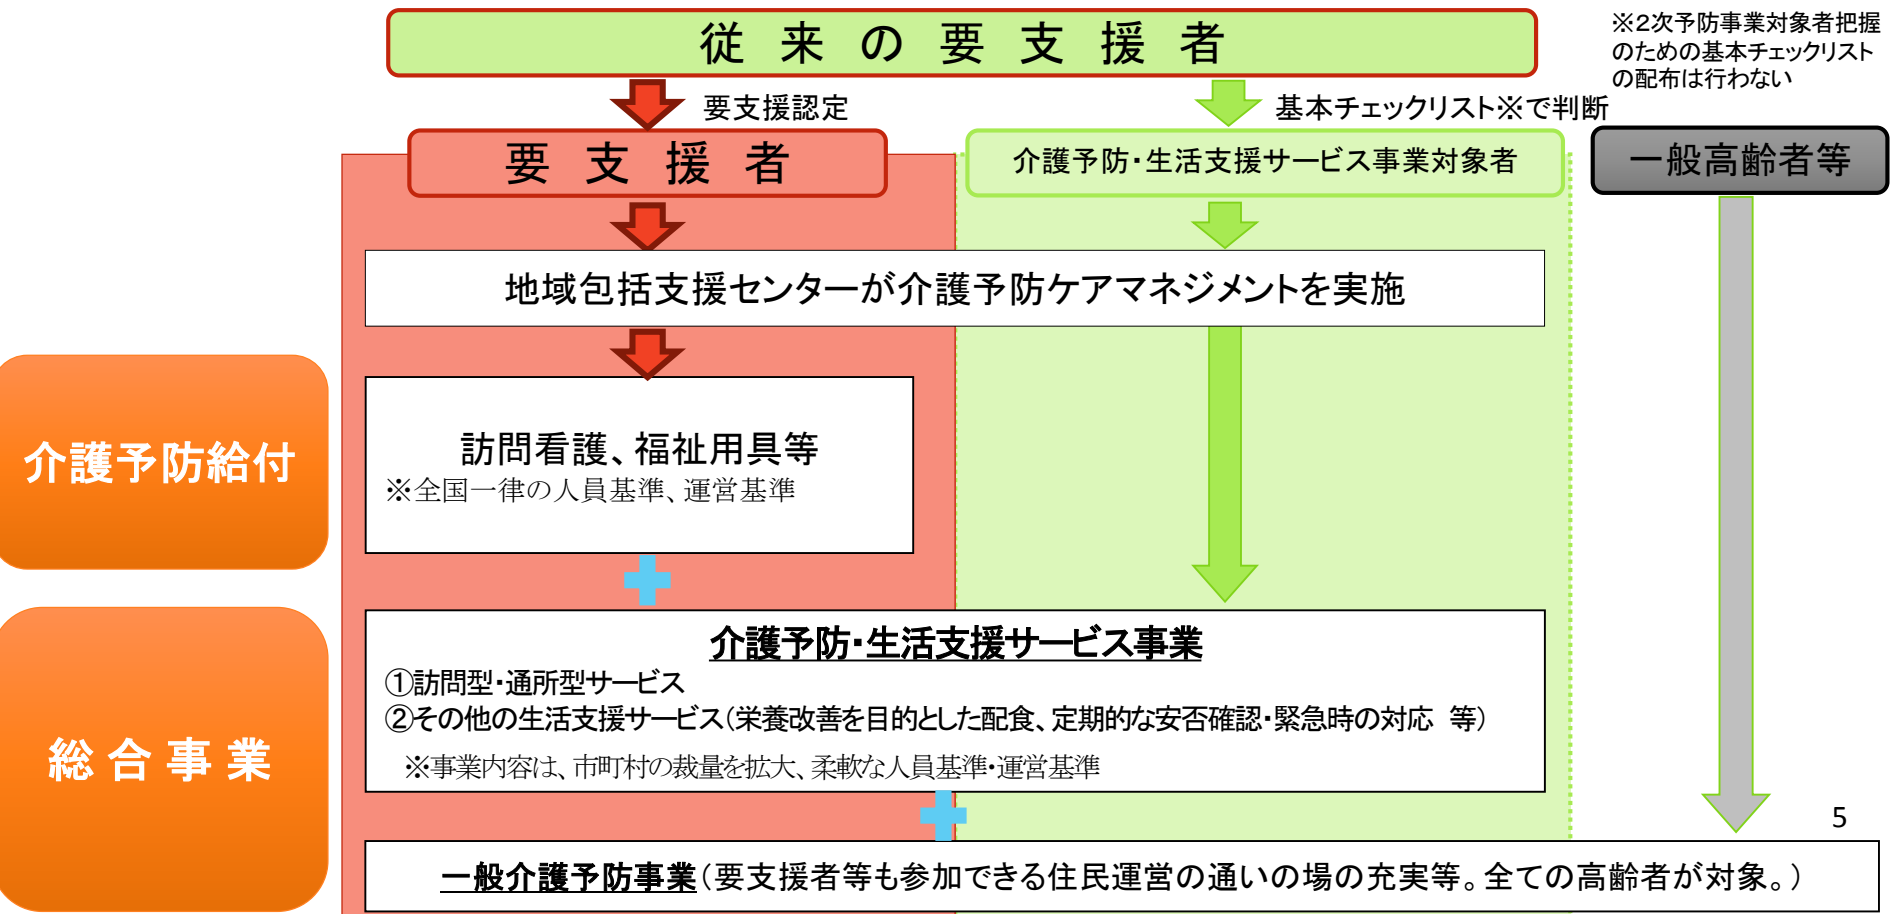 従来の要支援者
※2次予防事業対象者把握
のための基本チェックリスト
の配布は行わない
要支援認定
基本チェックリスト※で判断
要支援者
介護予防・生活支援サービス事業対象者
一般高齢者等
地域包括支援センターが介護予防ケアマネジメントを実施
介護予防給付
訪問看護、福祉用具等
※全国一律の人員基準、運営基準
総合事業
介護予防・生活支援サービス事業
①訪問型・通所型サービス
②その他の生活支援サービス(栄養改善を目的とした配食、定期的な安否確認・緊急時の対応 等)
※事業内容は、市町村の裁量を拡大、柔軟な人員基準・運営基準
5
一般介護予防事業(要支援者等も参加できる住民運営の通いの場の充実等。全ての高齢者が対象。)